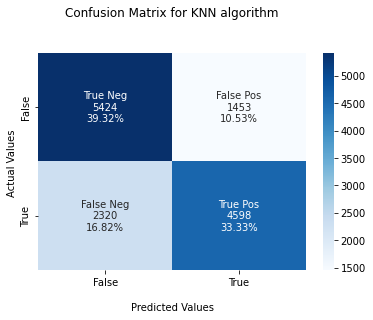 Confusion Matrix for KNN algorithm
True Neg
5424
39.32%
False Pos
1453
10.53%
False Neg
2320
16.82%
True Pos
4598
33.33%
False
True
Actual Values
False
True
Predicted Values
5000
4500
4000
3500
3000
2500
2000
1500